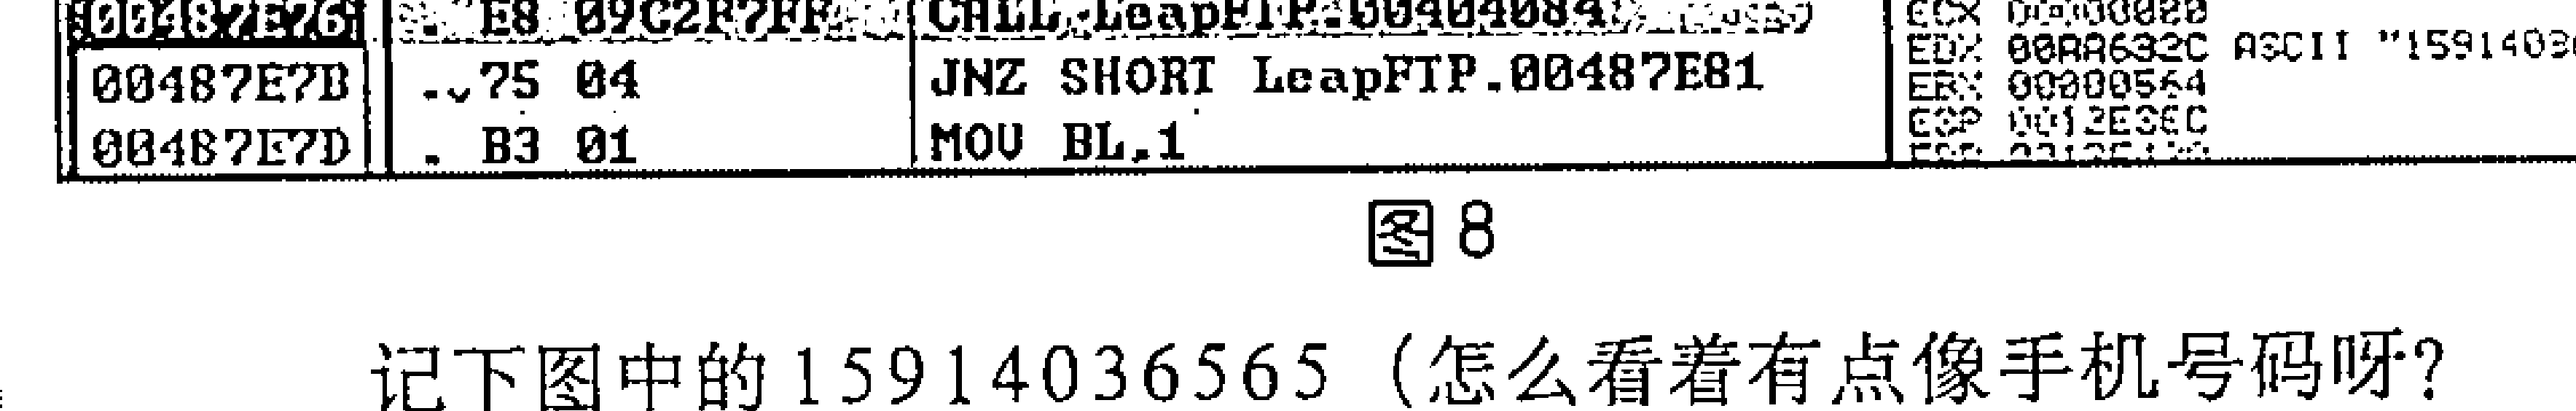 00487E76 . E8 09C2F7FF CALL LeapFTP.00404084
00487E7B .⌄75 04 JNZ SHORT LeapFTP.00487E81
00487E7D . B3 01 MOV BL,1
EDX 00AA632C ASCII "1591403
EBX 00000564
ESP 0012E3EC
图 8
记下图中的15914036565（怎么看着有点像手机号码呀？